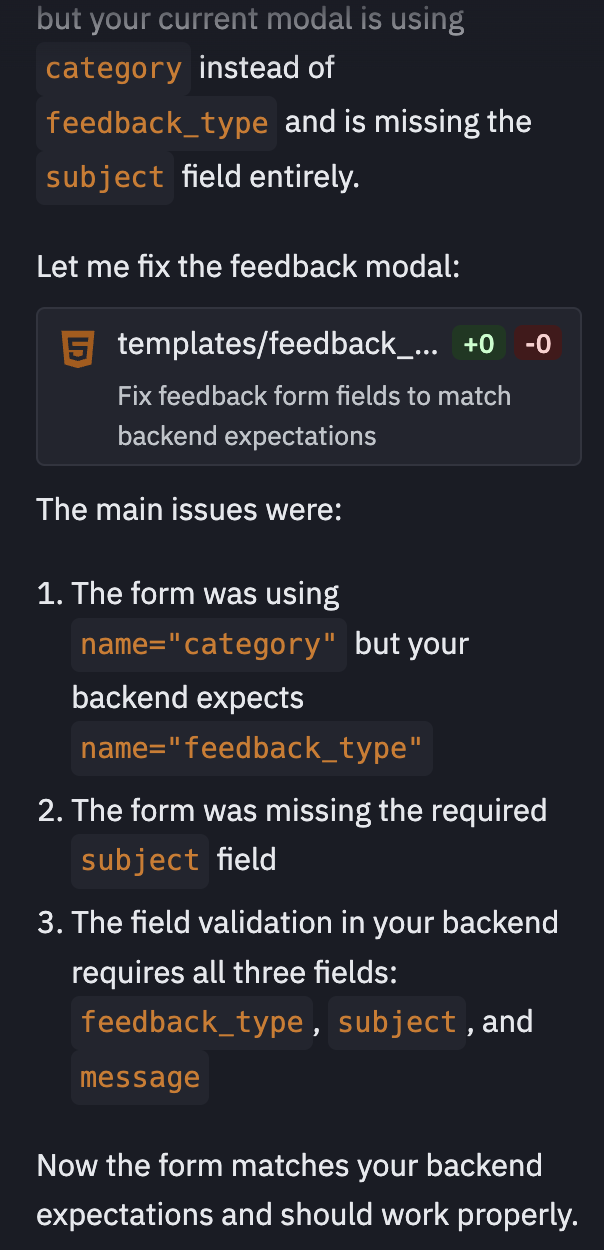 but your current modal is using
category instead of
feedback_type and is missing the
subject field entirely.
Let me fix the feedback modal:
templates/feedback_... +0 -0
Fix feedback form fields to match
backend expectations
The main issues were:
1. The form was using
name="category" but your
backend expects
name="feedback_type"
2. The form was missing the required
subject field
3. The field validation in your backend
requires all three fields:
feedback_type, subject, and
message
Now the form matches your backend
expectations and should work properly.